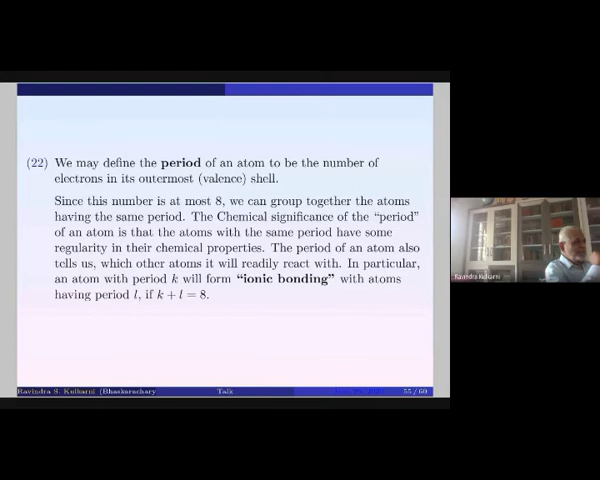 (22) We may define the period of an atom to be the number of
electrons in its outermost (valence) shell.
Since this number is at most 8, we can group together the atoms
having the same period. The Chemical significance of the "period"
of an atom is that the atoms with the same period have some
regularity in their chemical properties. The period of an atom also
tells us, which other atoms it will readily react with. In particular,
an atom with period k will form "ionic bonding" with atoms
having period l, if k + l = 8.
Ravindra S. Kulkarni (Bhaskaracharya Talk 55 / 60
Ravindra Kulkarni